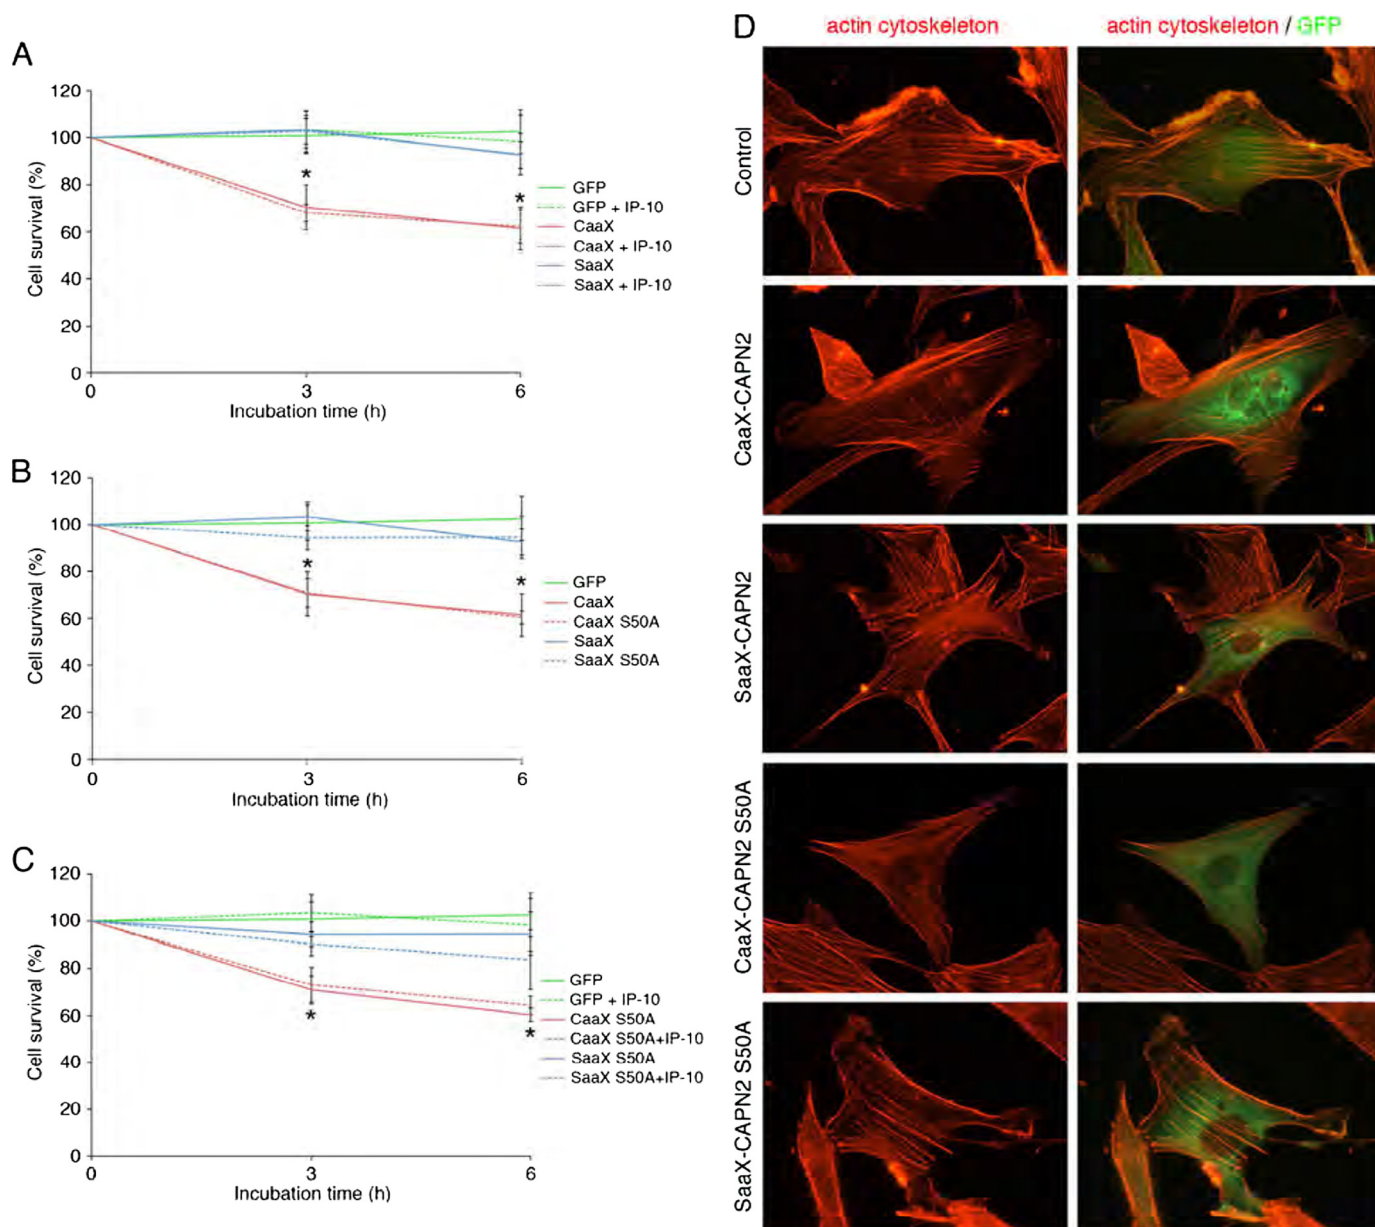 A
120
100
80
60
40
20
0
Cell survival (%)
*
*
0
3
6
Incubation time (h)
GFP
GFP + IP-10
CaaX
CaaX + IP-10
SaaX
SaaX + IP-10
B
120
100
80
60
40
20
0
Cell survival (%)
*
*
0
3
6
Incubation time (h)
GFP
CaaX
CaaX S50A
SaaX
SaaX S50A
C
120
100
80
60
40
20
0
Cell survival (%)
*
*
0
3
6
Incubation time (h)
GFP
GFP + IP-10
CaaX S50A
CaaX S50A+IP-10
SaaX S50A
SaaX S50A+IP-10
D
actin cytoskeleton
actin cytoskeleton / GFP
Control
CaaX-CAPN2
SaaX-CAPN2
CaaX-CAPN2 S50A
SaaX-CAPN2 S50A